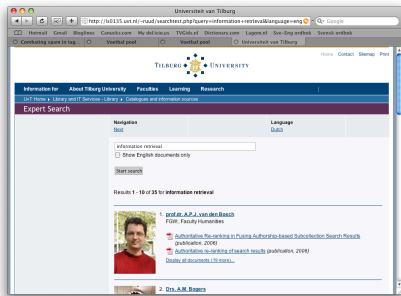 Universiteit van Tilburg
http://ls0135.uvt.nl/~ruud/searchtest.php?query=information+retrieval&language=eng
Google
Hotmail Gmail Bloglines Canucks.com My del.icio.us TVGids.nl Dictionary.com Lagom.nl Sve-Eng ordbok Svensk ordbok
Combating spam in tag... Voetbal pool Voetbal pool Universiteit van Tilburg
Home Contact Sitemap Print
TILBURG UNIVERSITY
Information for About Tilburg University Faculties Learning Research
UvT Home Library and IT Services - Library Catalogues and information sources
Expert Search
Navigation Language
Next Dutch
information retrieval
Show English documents only
Start search
Results 1 - 10 of 35 for information retrieval
1. prof.dr. A.P.J. van den Bosch
FGW, Faculty Humanities
Authoritative Re-ranking in Fusing Authorship-based Subcollection Search Results
(publication, 2006)
Authoritative re-ranking of search results (publication, 2006)
Display all documents (19 more)...
2. Drs. A.M. Bogers